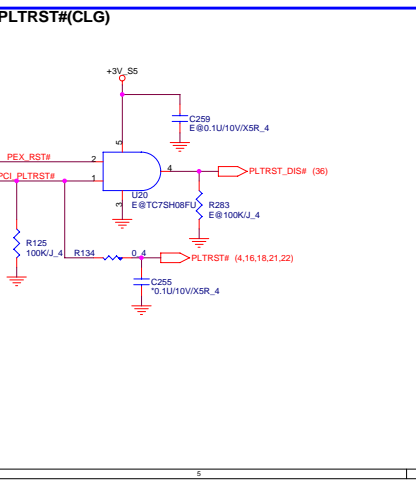 PLTRST#(CLG)
+3V_S5
C259
E@0.1U/10V/X5R_4
5
PEX_RST#
2
4
PLTRST_DIS# (36)
PCI_PLTRST#
1
U20
E@TC7SH08FU
3
R283
E@100K/J_4
R125
100K/J_4
R134
0_4
PLTRST# (4,16,18,21,22)
C255
*0.1U/10V/X5R_4
5